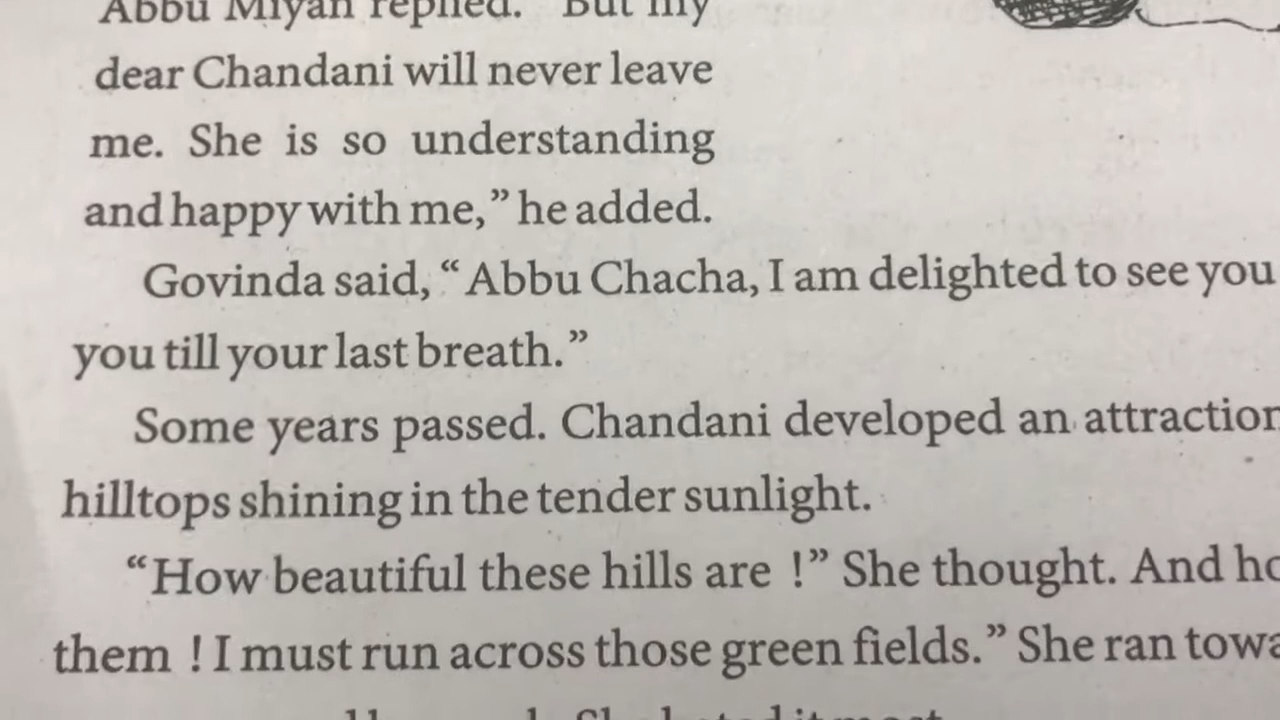 Abbu Miyan replied. "But my
dear Chandani will never leave
me. She is so understanding
and happy with me,” he added.
Govinda said, “ Abbu Chacha, I am delighted to see you
you till your last breath.”
Some years passed. Chandani developed an attraction
hilltops shining in the tender sunlight.
“How beautiful these hills are !” She thought. And
them ! I must run across those green fields.” She ran